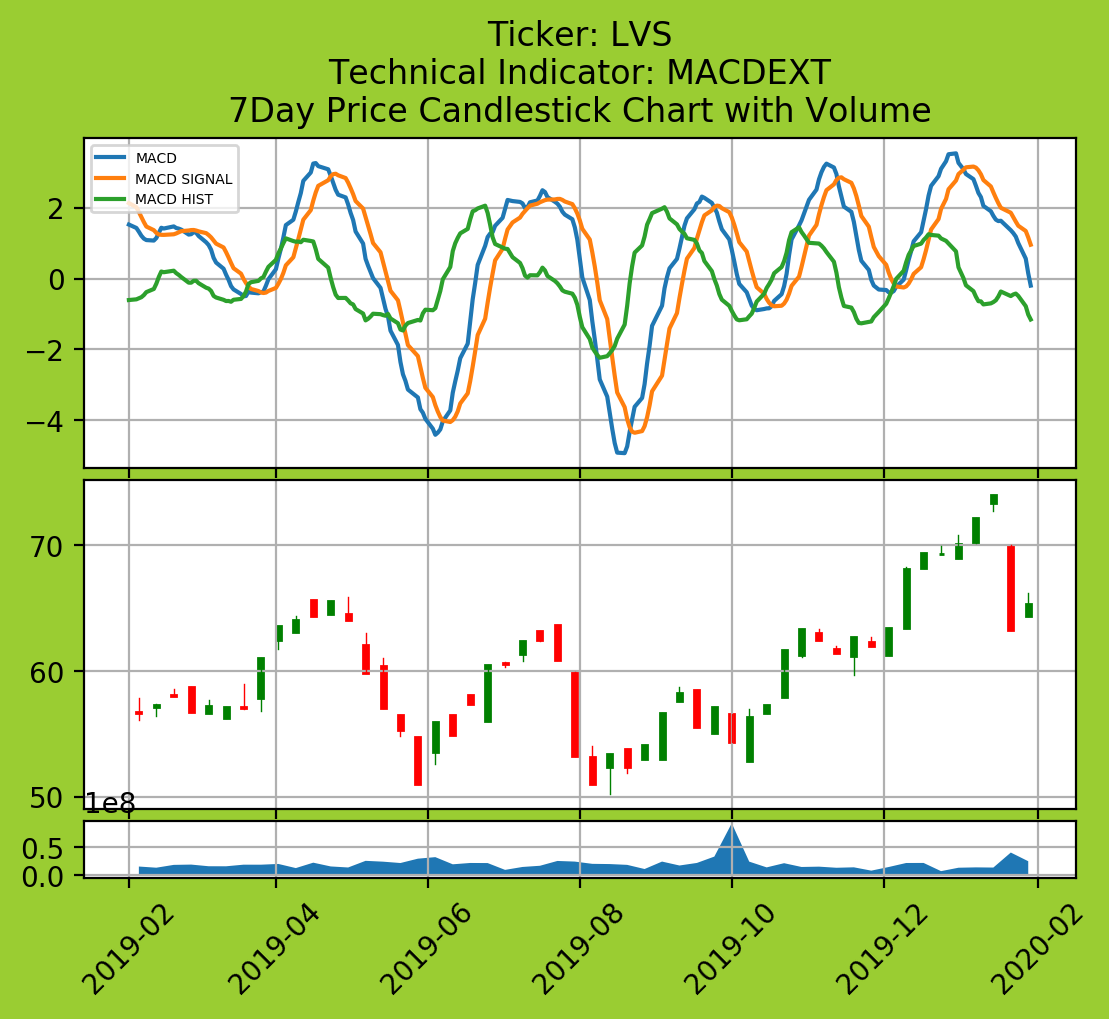 Ticker: LVS
Technical Indicator: MACDEXT
7Day Price Candlestick Chart with Volume
MACD
MACD SIGNAL
MACD HIST
2
0
−2
−4
70
60
50
1e8
0.5
0.0
2019-02
2019-04
2019-06
2019-08
2019-10
2019-12
2020-02